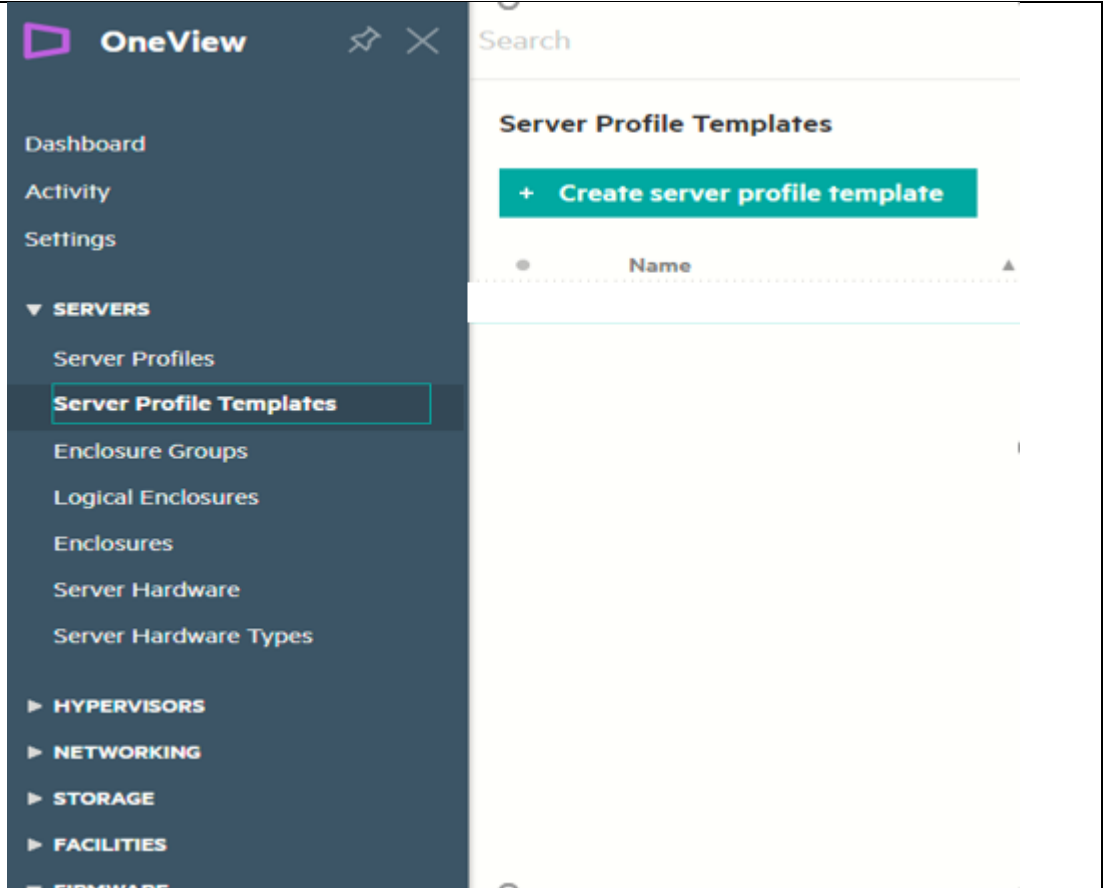 OneView
Search
Dashboard
Activity
Settings
SERVERS
Server Profiles
Server Profile Templates
Enclosure Groups
Logical Enclosures
Enclosures
Server Hardware
Server Hardware Types
HYPERVISORS
NETWORKING
STORAGE
FACILITIES
FIRMWARE
Server Profile Templates
+ Create server profile template
Name